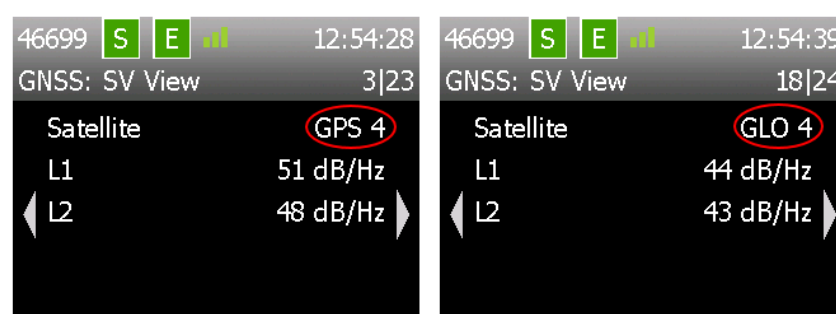 46699 S E 12:54:28
GNSS: SV View 3|23
Satellite GPS 4
L1 51 dB/Hz
L2 48 dB/Hz
46699 S E 12:54:39
GNSS: SV View 18|24
Satellite GLO 4
L1 44 dB/Hz
L2 43 dB/Hz